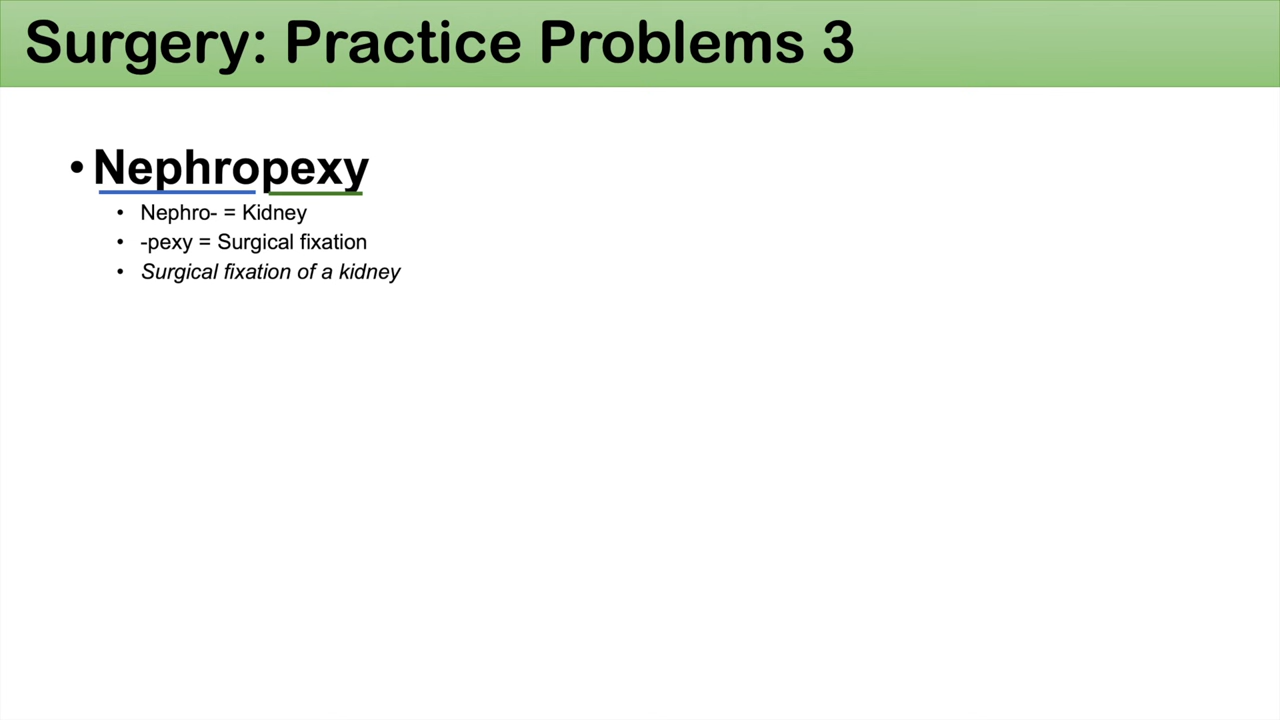 Surgery: Practice Problems 3
• Nephropexy
• Nephro- = Kidney
• -pexy = Surgical fixation
• Surgical fixation of a kidney